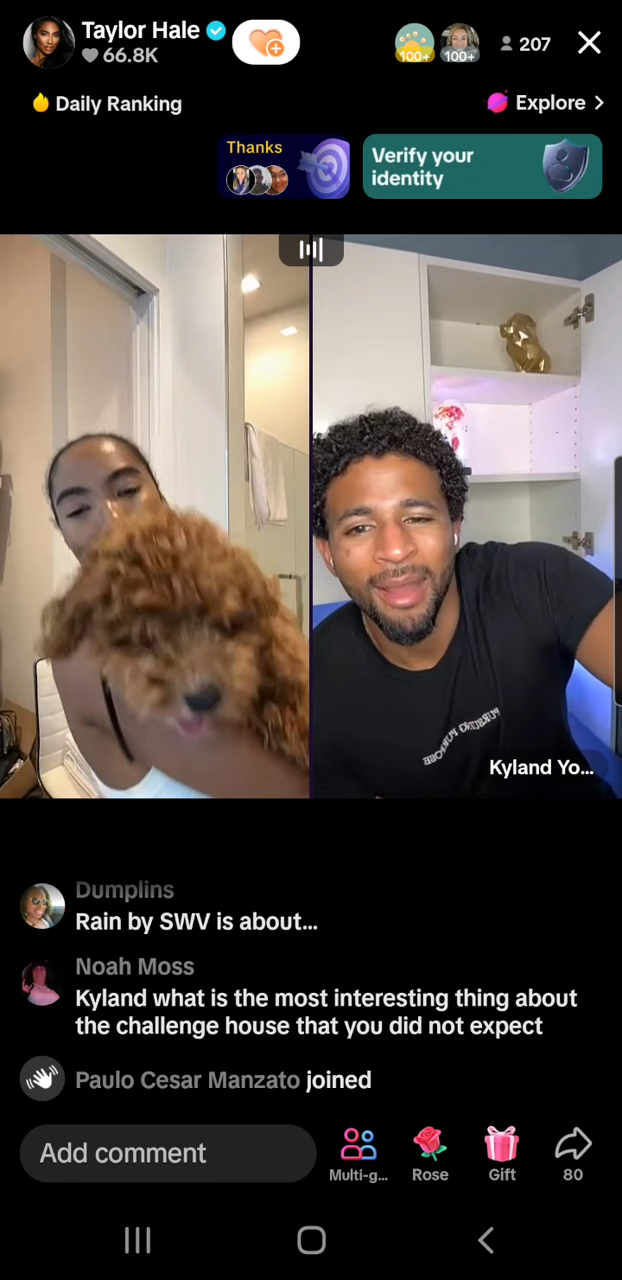 Taylor Hale
66.8K
100+
100+
207
Daily Ranking
Explore
Thanks
Verify your
identity
PURSUING PURPOSE
Kyland Yo...
Dumplins
Rain by SWV is about...
Noah Moss
Kyland what is the most interesting thing about
the challenge house that you did not expect
Paulo Cesar Manzato joined
Add comment
Multi-g...
Rose
Gift
80